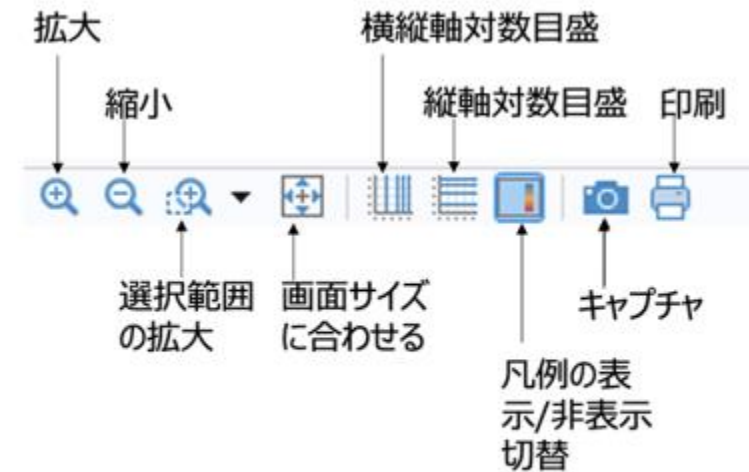 拡大
横縦軸対数目盛
縮小
縦軸対数目盛
印刷
選択範囲
の拡大
画面サイズ
に合わせる
キャプチャ
凡例の表
示/非表示
切替